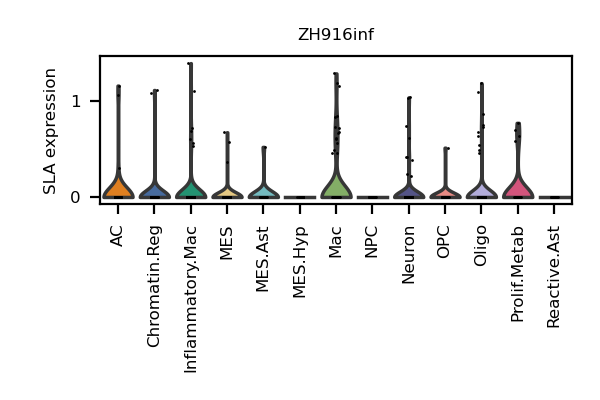 ZH916inf
SLA expression
1
0
AC
Chromatin.Reg
Inflammatory.Mac
MES
MES.Ast
MES.Hyp
Mac
NPC
Neuron
OPC
Oligo
Prolif.Metab
Reactive.Ast